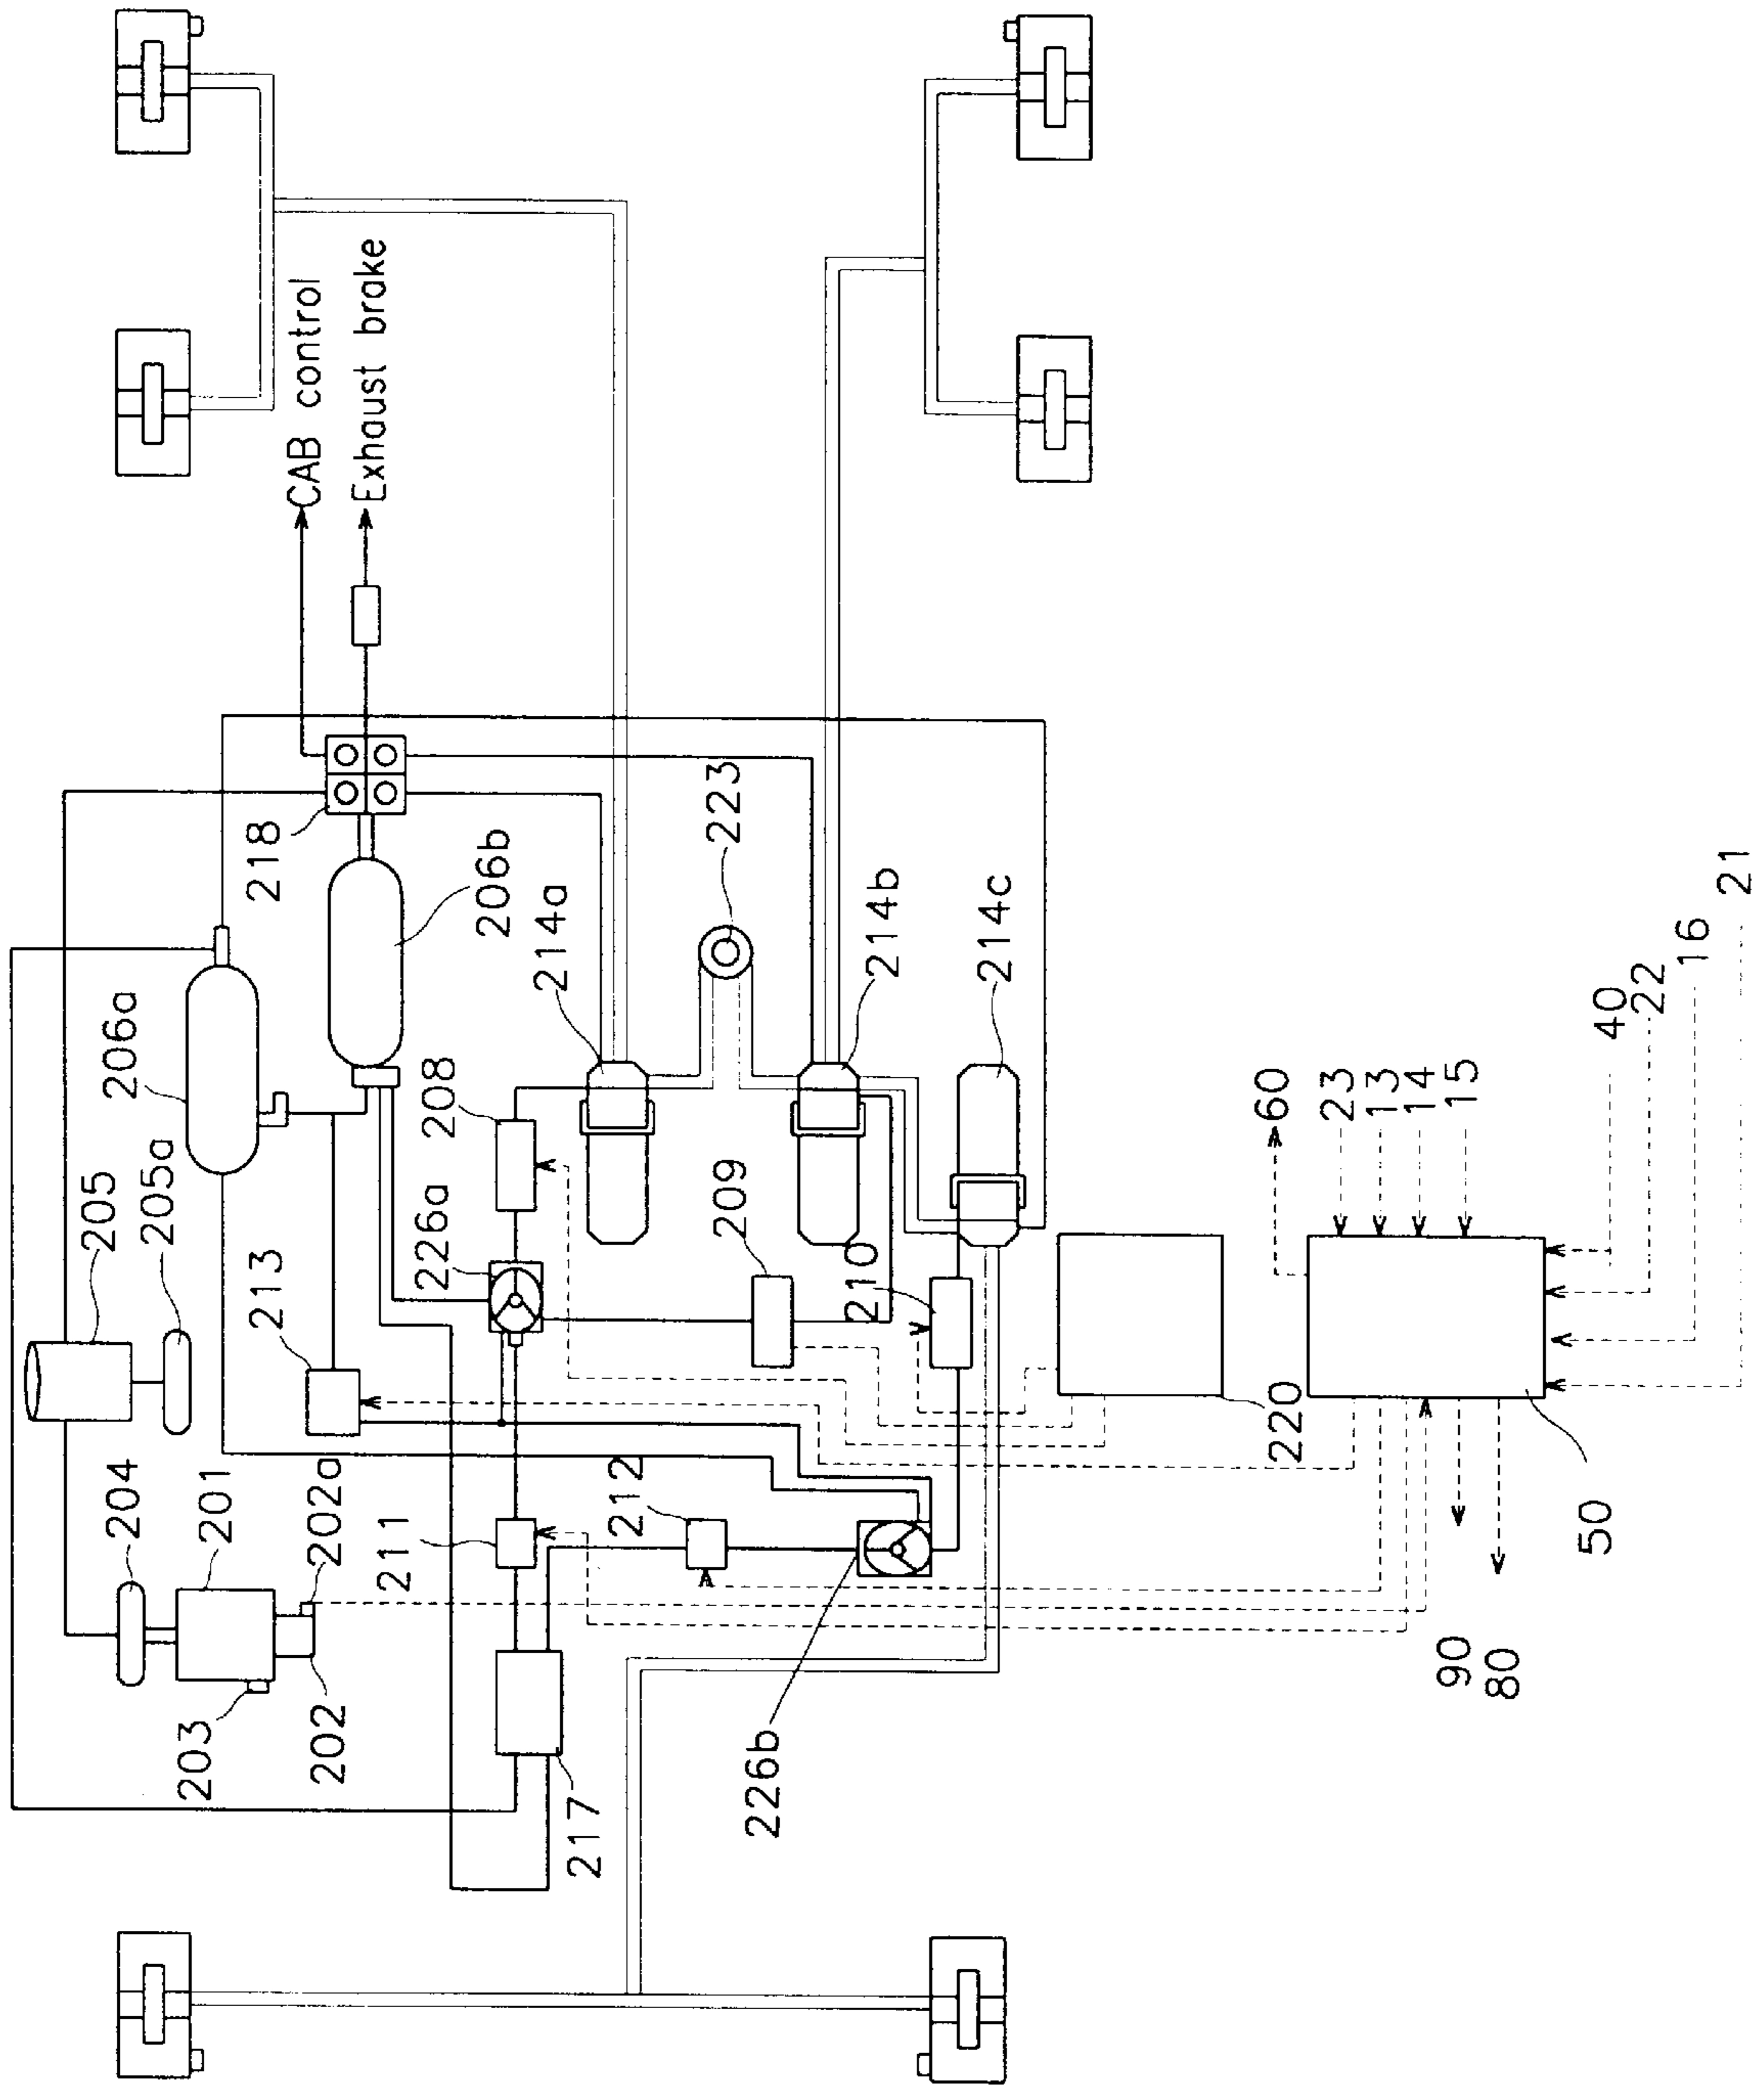 CAB control
Exhaust brake
218
206b
223
214a
214b
214c
206a
208
205
205a
226a
209
213
210
204
201
202a
211
212
203
202
217
226b
220
50
60
23
13
14
15
40
22
16
21
90
80